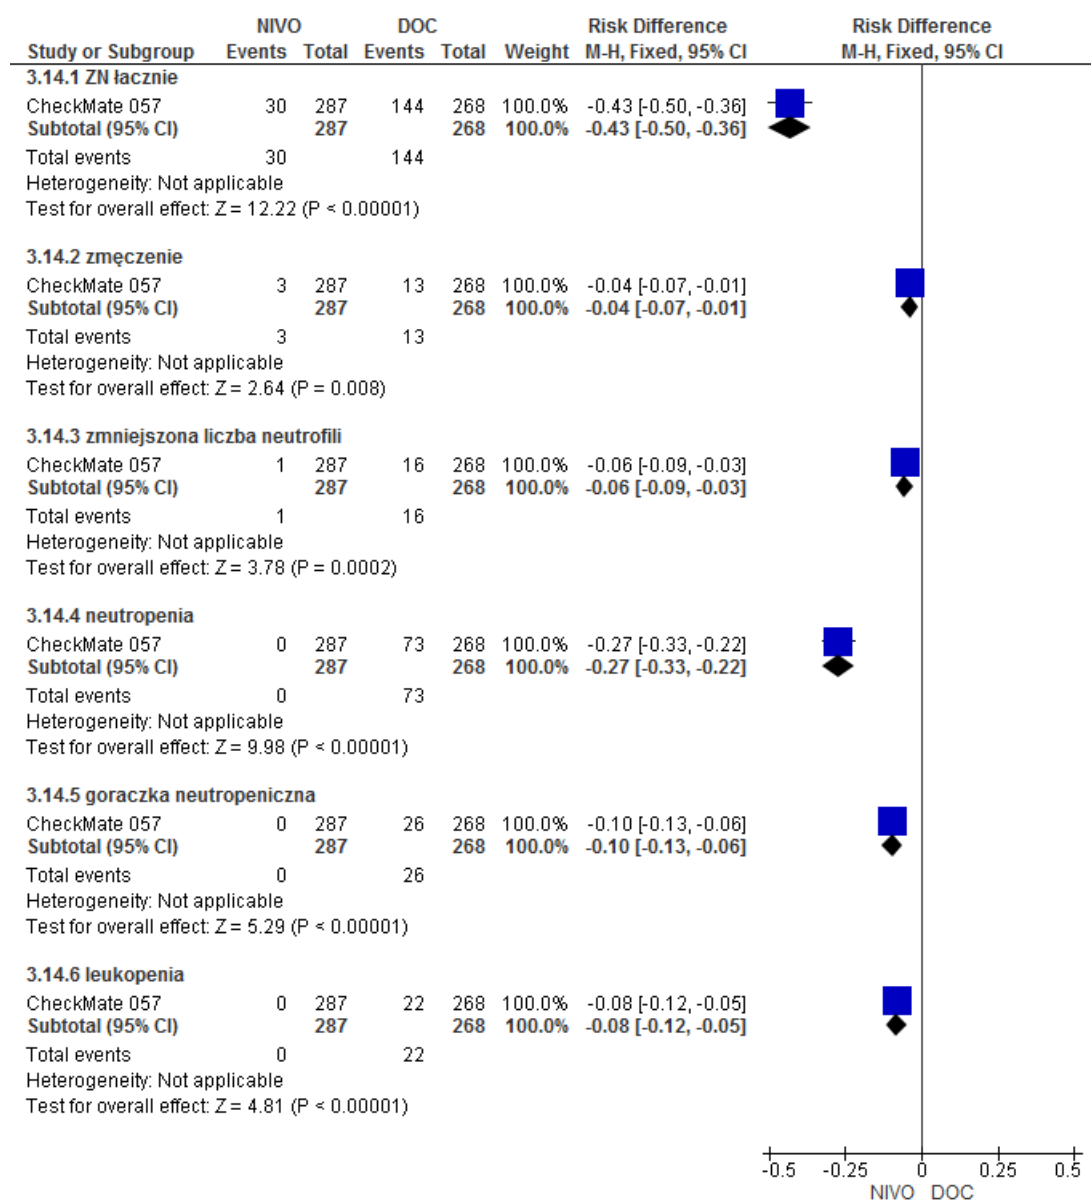 NIVO DOC Risk Difference Risk Difference
Study or Subgroup Events Total Events Total Weight M-H, Fixed, 95% CI M-H, Fixed, 95% CI
3.14.1 ZN łacznie
CheckMate 057 30 287 144 268 100.0% -0.43 [-0.50, -0.36]
Subtotal (95% CI) 287 268 100.0% -0.43 [-0.50, -0.36]
Total events 30 144
Heterogeneity: Not applicable
Test for overall effect: Z = 12.22 (P < 0.00001)
3.14.2 zmęczenie
CheckMate 057 3 287 13 268 100.0% -0.04 [-0.07, -0.01]
Subtotal (95% CI) 287 268 100.0% -0.04 [-0.07, -0.01]
Total events 3 13
Heterogeneity: Not applicable
Test for overall effect: Z = 2.64 (P = 0.008)
3.14.3 zmniejszona liczba neutrofili
CheckMate 057 1 287 16 268 100.0% -0.06 [-0.09, -0.03]
Subtotal (95% CI) 287 268 100.0% -0.06 [-0.09, -0.03]
Total events 1 16
Heterogeneity: Not applicable
Test for overall effect: Z = 3.78 (P = 0.0002)
3.14.4 neutropenia
CheckMate 057 0 287 73 268 100.0% -0.27 [-0.33, -0.22]
Subtotal (95% CI) 287 268 100.0% -0.27 [-0.33, -0.22]
Total events 0 73
Heterogeneity: Not applicable
Test for overall effect: Z = 9.98 (P < 0.00001)
3.14.5 goraczka neutropeniczna
CheckMate 057 0 287 26 268 100.0% -0.10 [-0.13, -0.06]
Subtotal (95% CI) 287 268 100.0% -0.10 [-0.13, -0.06]
Total events 0 26
Heterogeneity: Not applicable
Test for overall effect: Z = 5.29 (P < 0.00001)
3.14.6 leukopenia
CheckMate 057 0 287 22 268 100.0% -0.08 [-0.12, -0.05]
Subtotal (95% CI) 287 268 100.0% -0.08 [-0.12, -0.05]
Total events 0 22
Heterogeneity: Not applicable
Test for overall effect: Z = 4.81 (P < 0.00001)
-0.5 -0.25 0 0.25 0.5
NIVO DOC